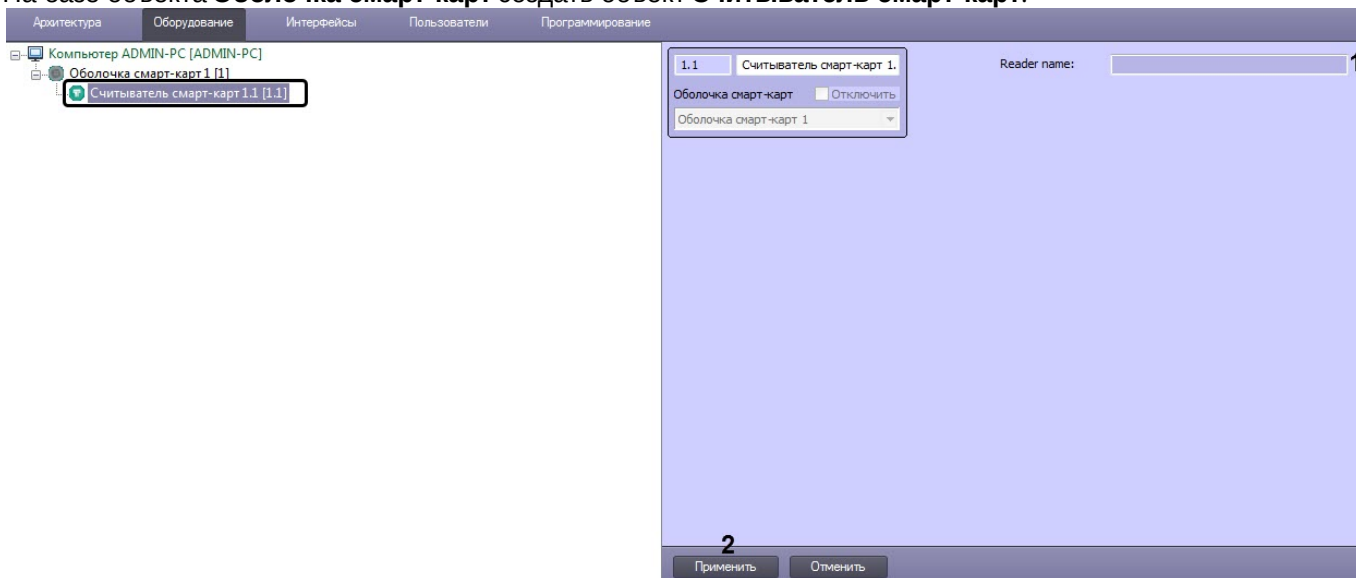 На базе объекта Оболочка смарт-карт создать объект Считыватель смарт-карт.
Архитектура Оборудование Интерфейсы Пользователи Программирование
Компьютер ADMIN-PC [ADMIN-PC]
Оболочка смарт-карт 1 [1]
Считыватель смарт-карт 1.1 [1.1]
1.1 Считыватель смарт-карт 1.
Оболочка смарт-карт Отключить
Оболочка смарт-карт 1
Reader name: 1
2
Применить Отменить